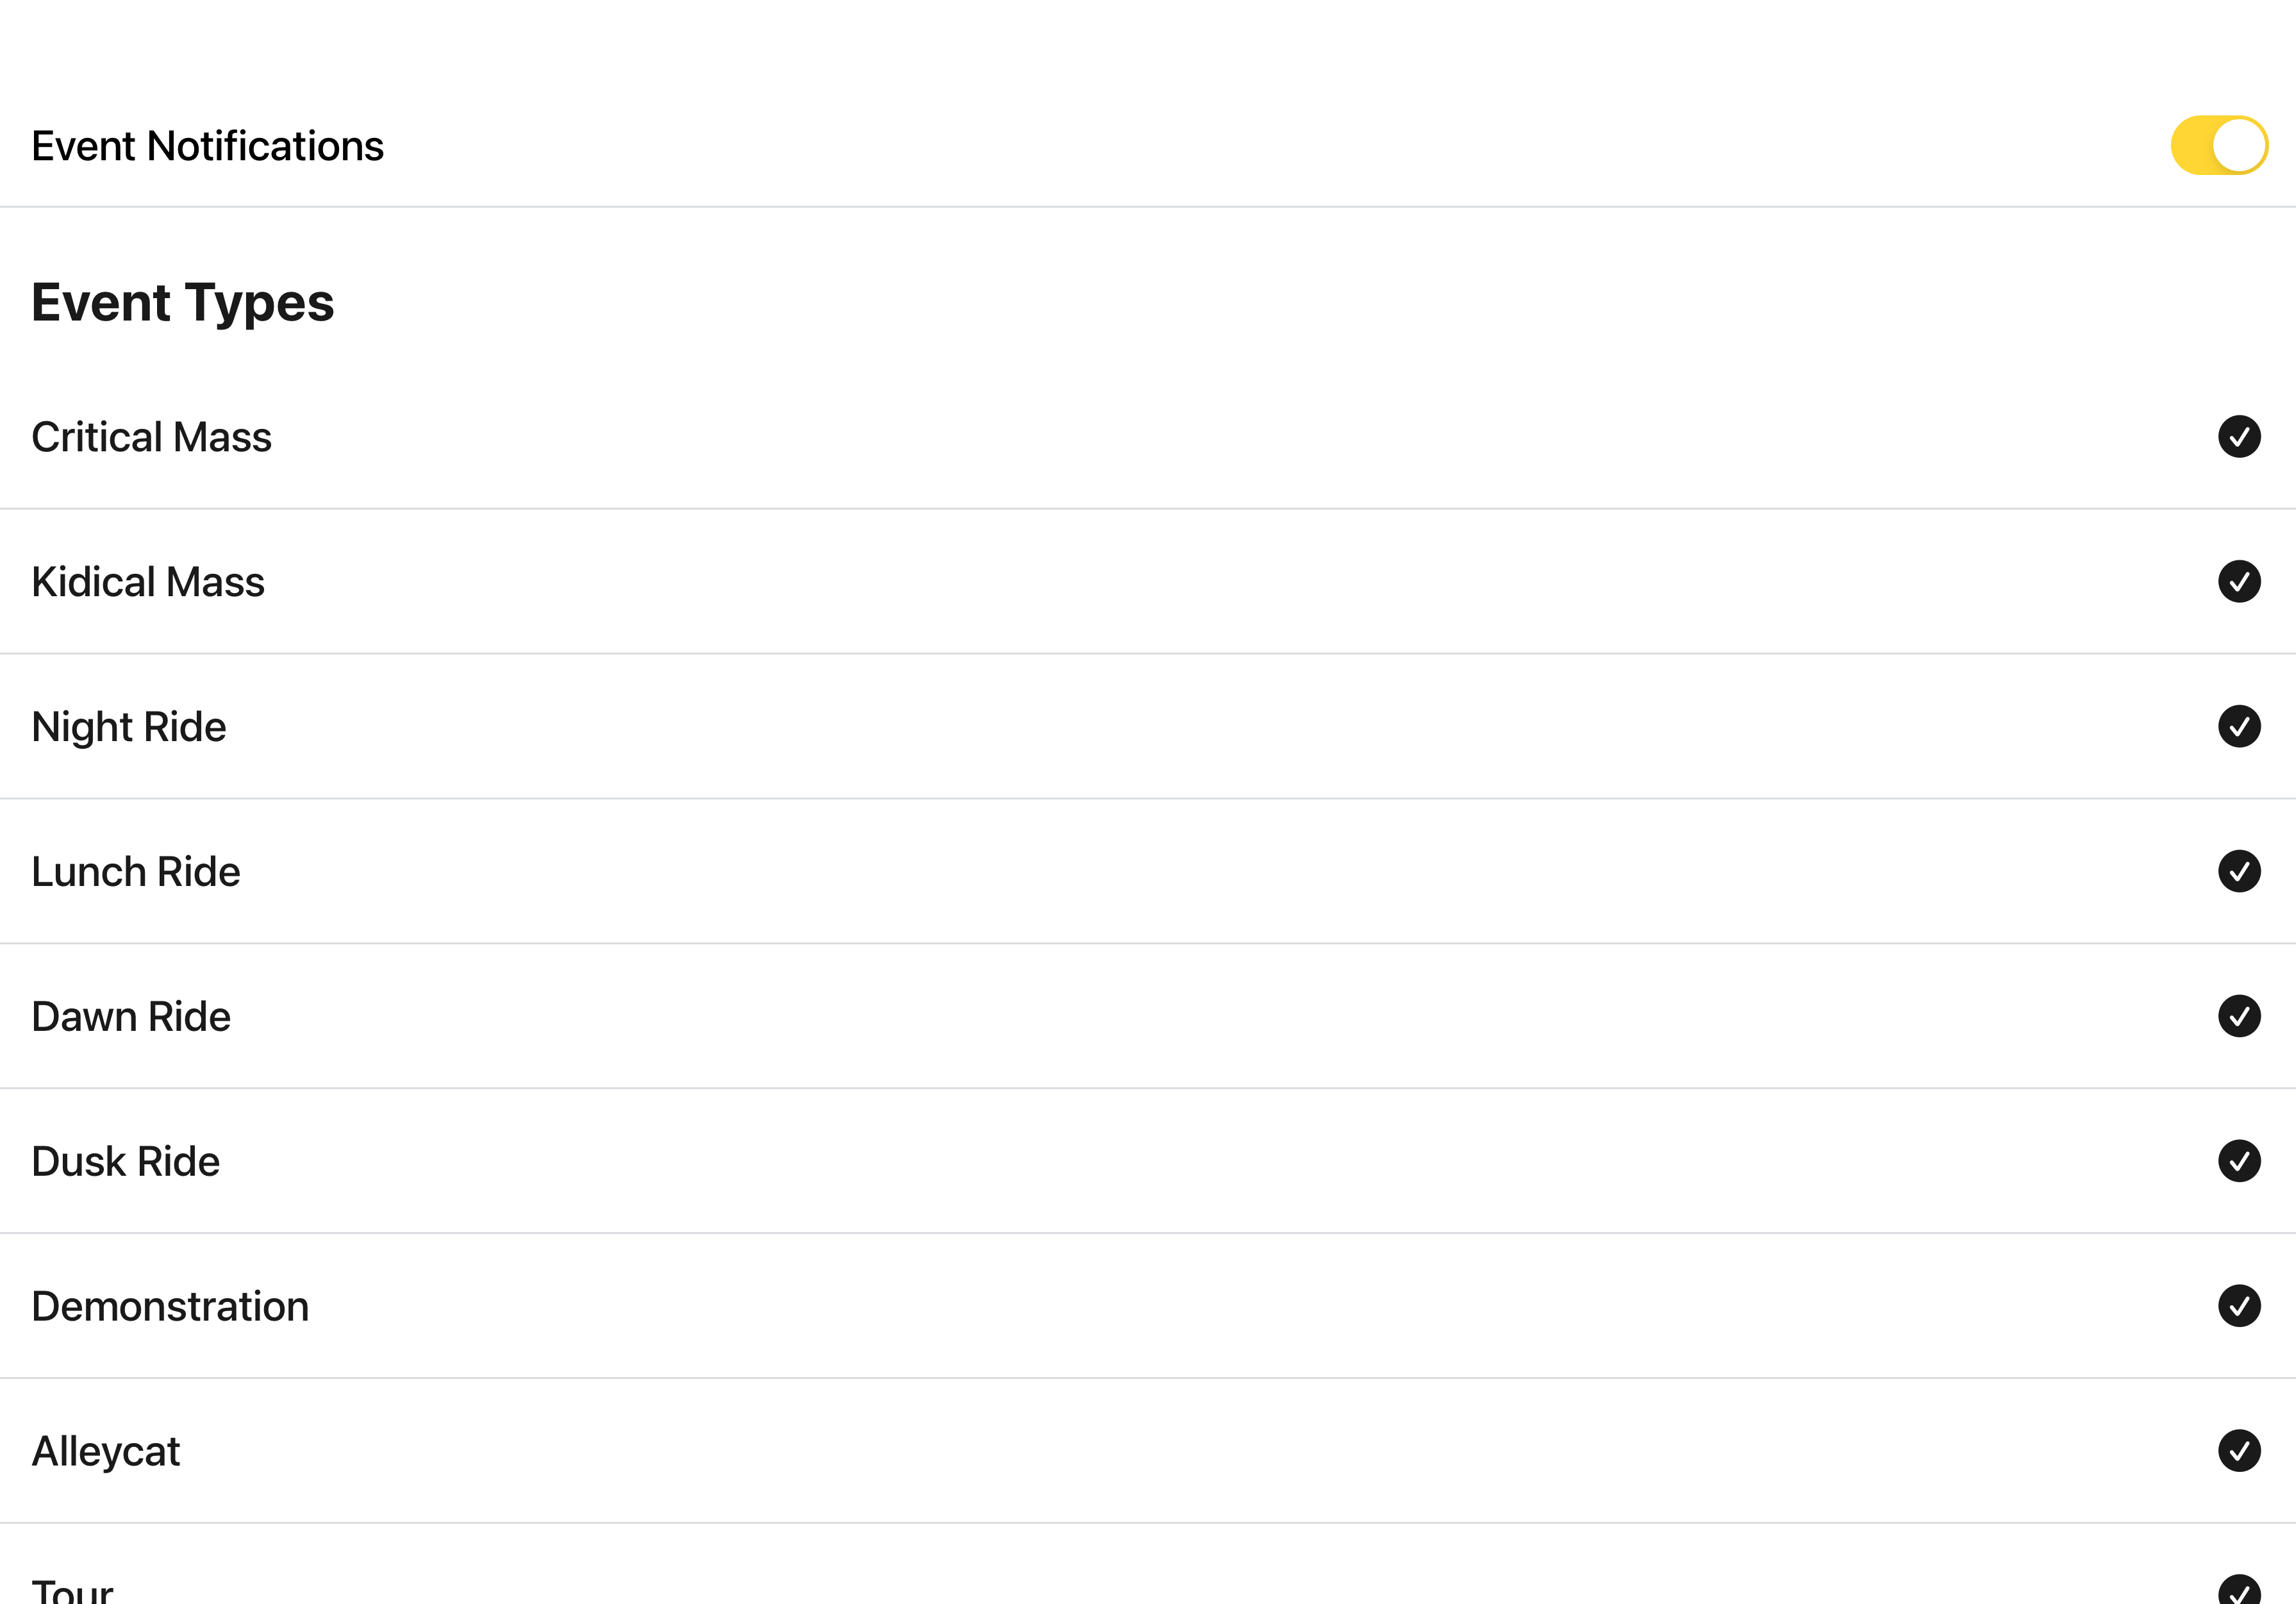 Event Notifications
Event Types
Critical Mass
Kidical Mass
Night Ride
Lunch Ride
Dawn Ride
Dusk Ride
Demonstration
Alleycat
Tour